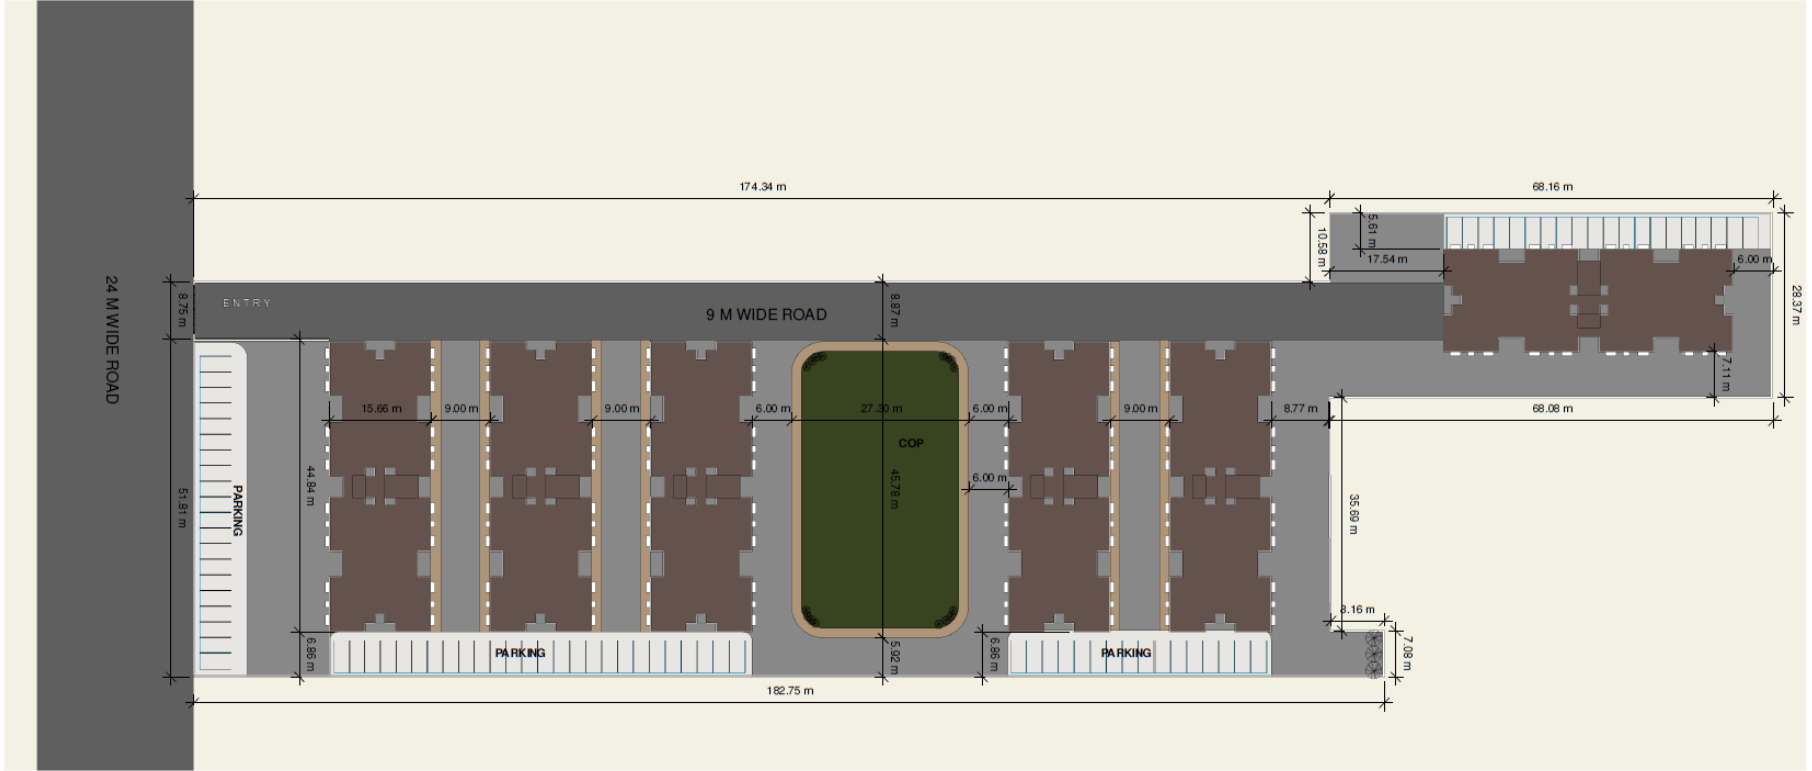 174.34 m
68.16 m
5.61 m
10.58 m
17.54 m
6.00 m
28.37 m
24 M WIDE ROAD
8.75 m
ENTRY
9 M WIDE ROAD
8.87 m
7.11 m
15.66 m
9.00 m
9.00 m
6.00 m
27.30 m
6.00 m
9.00 m
8.77 m
68.08 m
COP
44.84 m
51.81 m
PARKING
45.78 m
6.00 m
35.69 m
3.16 m
6.86 m
PARKING
5.92 m
6.86 m
PARKING
7.08 m
182.75 m